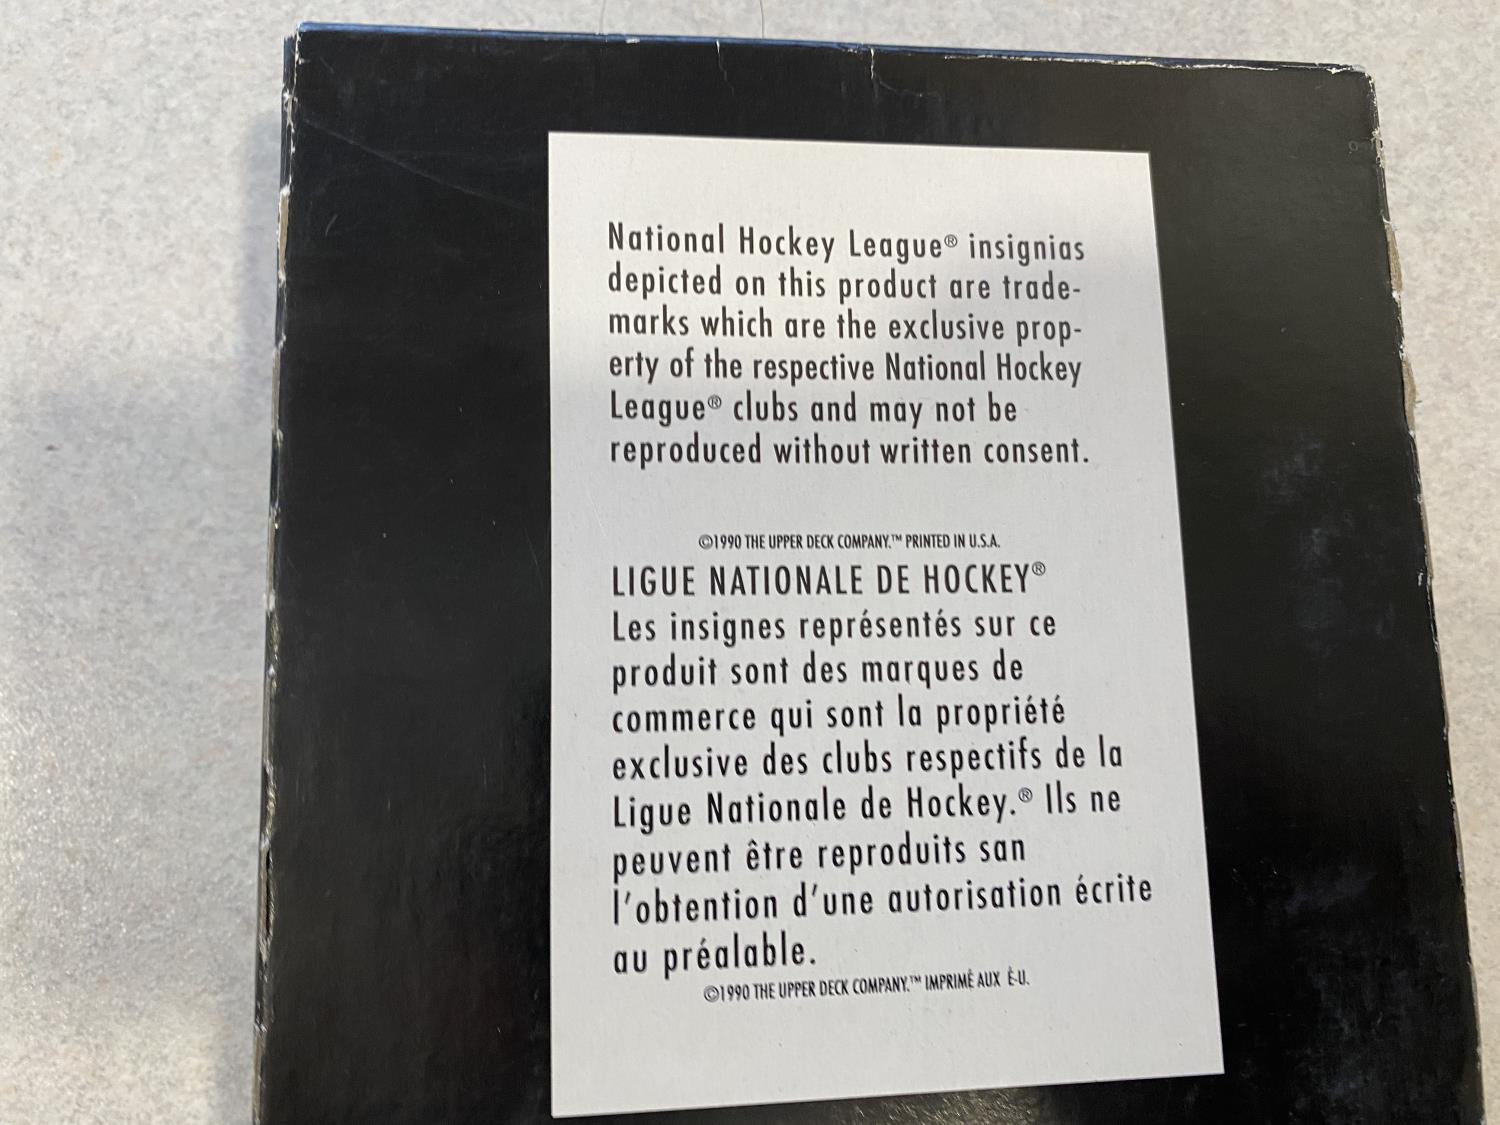 National Hockey League® insignias
depicted on this product are trade-
marks which are the exclusive prop-
erty of the respective National Hockey
League® clubs and may not be
reproduced without written consent.
©1990 THE UPPER DECK COMPANY.™ PRINTED IN U.S.A.
LIGUE NATIONALE DE HOCKEY®
Les insignes représentés sur ce
produit sont des marques de
commerce qui sont la propriété
exclusive des clubs respectifs de la
Ligue Nationale de Hockey.® Ils ne
peuvent être reproduits san
l'obtention d'une autorisation écrite
au préalable.
©1990 THE UPPER DECK COMPANY.™ IMPRIMÊ AUX Ê-U.